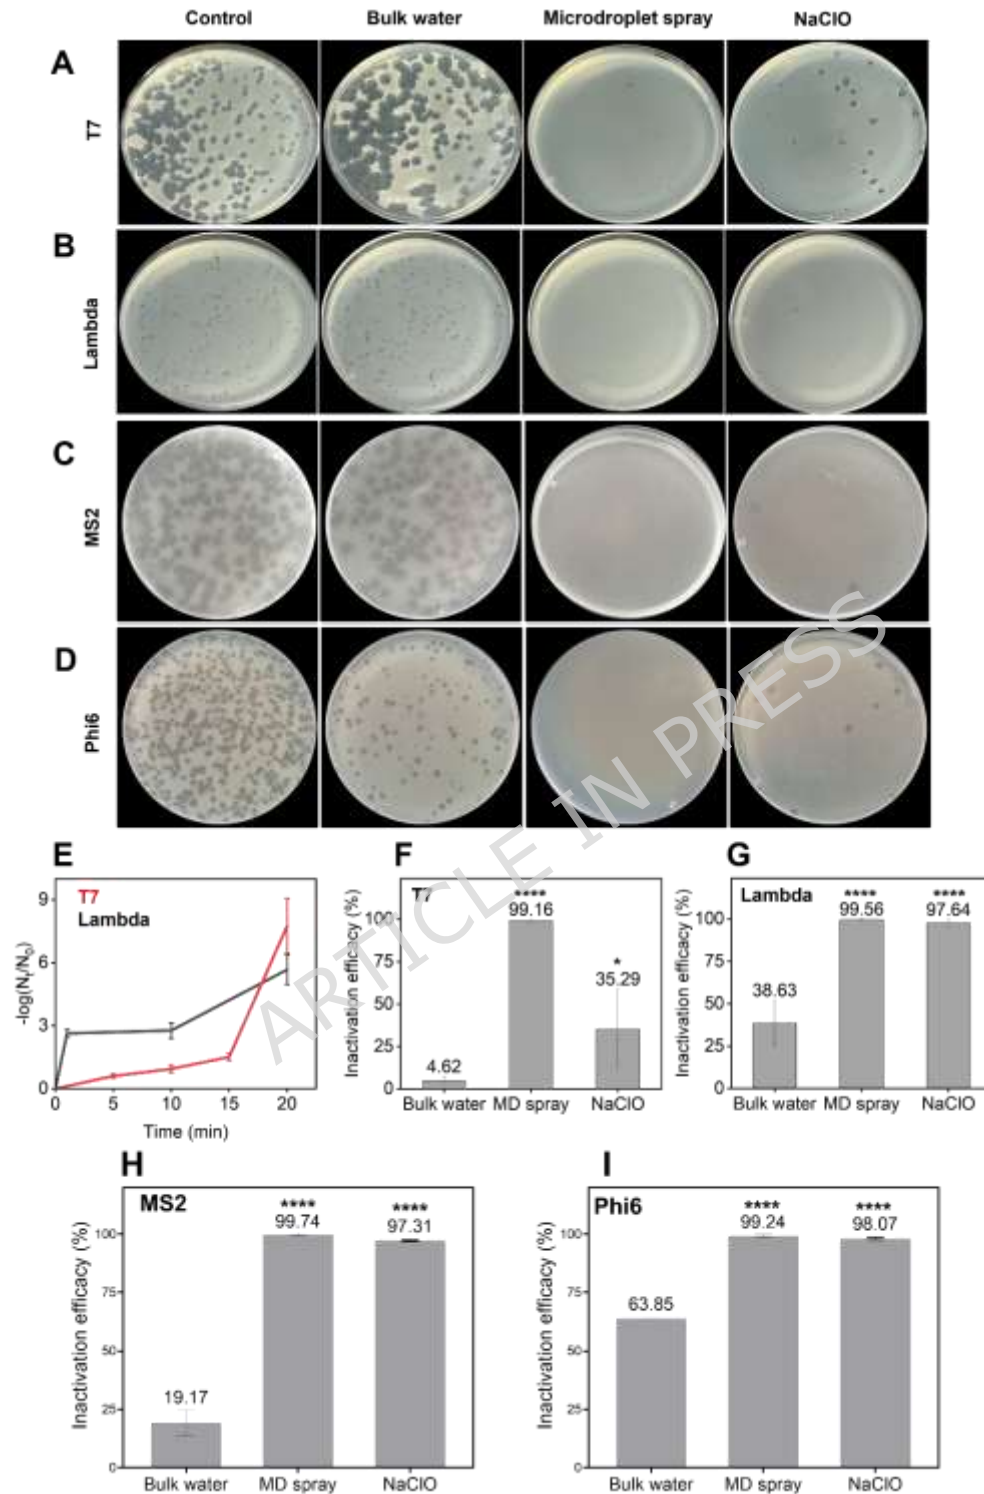 Control Bulk water Microdroplet spray NaClO
A
T7
B
Lambda
C
MS2
D
Phi6
ARTICLE IN PRESS
E
T7
Lambda
-log(Nt/N0)
9
6
3
0
0 5 10 15 20
Time (min)
F
T7
Inactivation efficacy (%)
100
75
50
25
0
4.62
****
99.16
*
35.29
Bulk water MD spray NaClO
G
Lambda
Inactivation efficacy (%)
100
75
50
25
0
38.63
****
99.56
****
97.64
Bulk water MD spray NaClO
H
MS2
Inactivation efficacy (%)
100
75
50
25
0
19.17
****
99.74
****
97.31
Bulk water MD spray NaClO
I
Phi6
Inactivation efficacy (%)
100
75
50
25
0
63.85
****
99.24
****
98.07
Bulk water MD spray NaClO